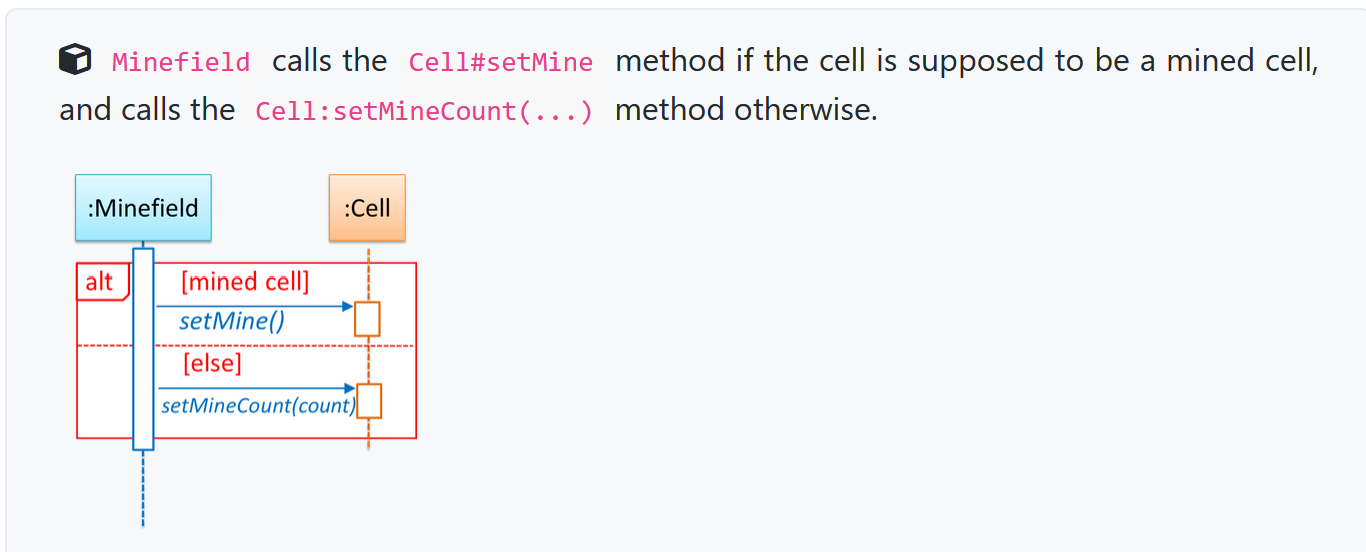 Minefield calls the Cell#setMine method if the cell is supposed to be a mined cell,
and calls the Cell:setMineCount(...) method otherwise.
:Minefield
:Cell
alt
[mined cell]
setMine()
[else]
setMineCount(count)